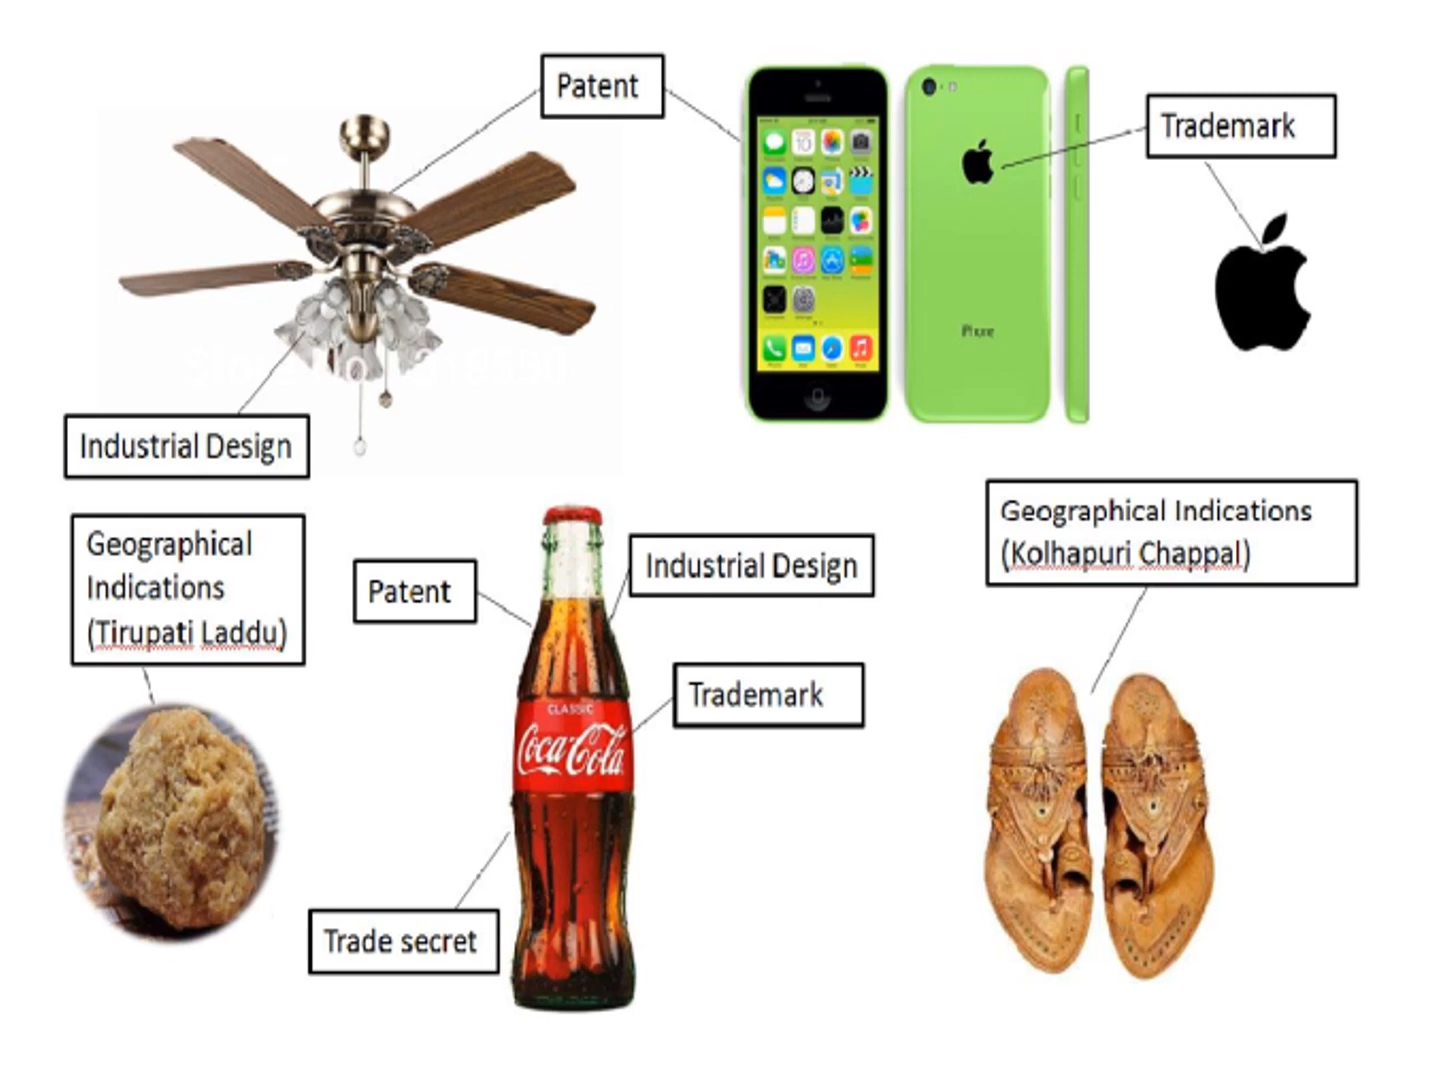 Patent
Trademark
iPhone
Industrial Design
Geographical Indications
(Kolhapuri Chappal)
Geographical
Indications
(Tirupati Laddu)
Patent
Industrial Design
Trademark
CLASSIC
Coca-Cola
Trade secret